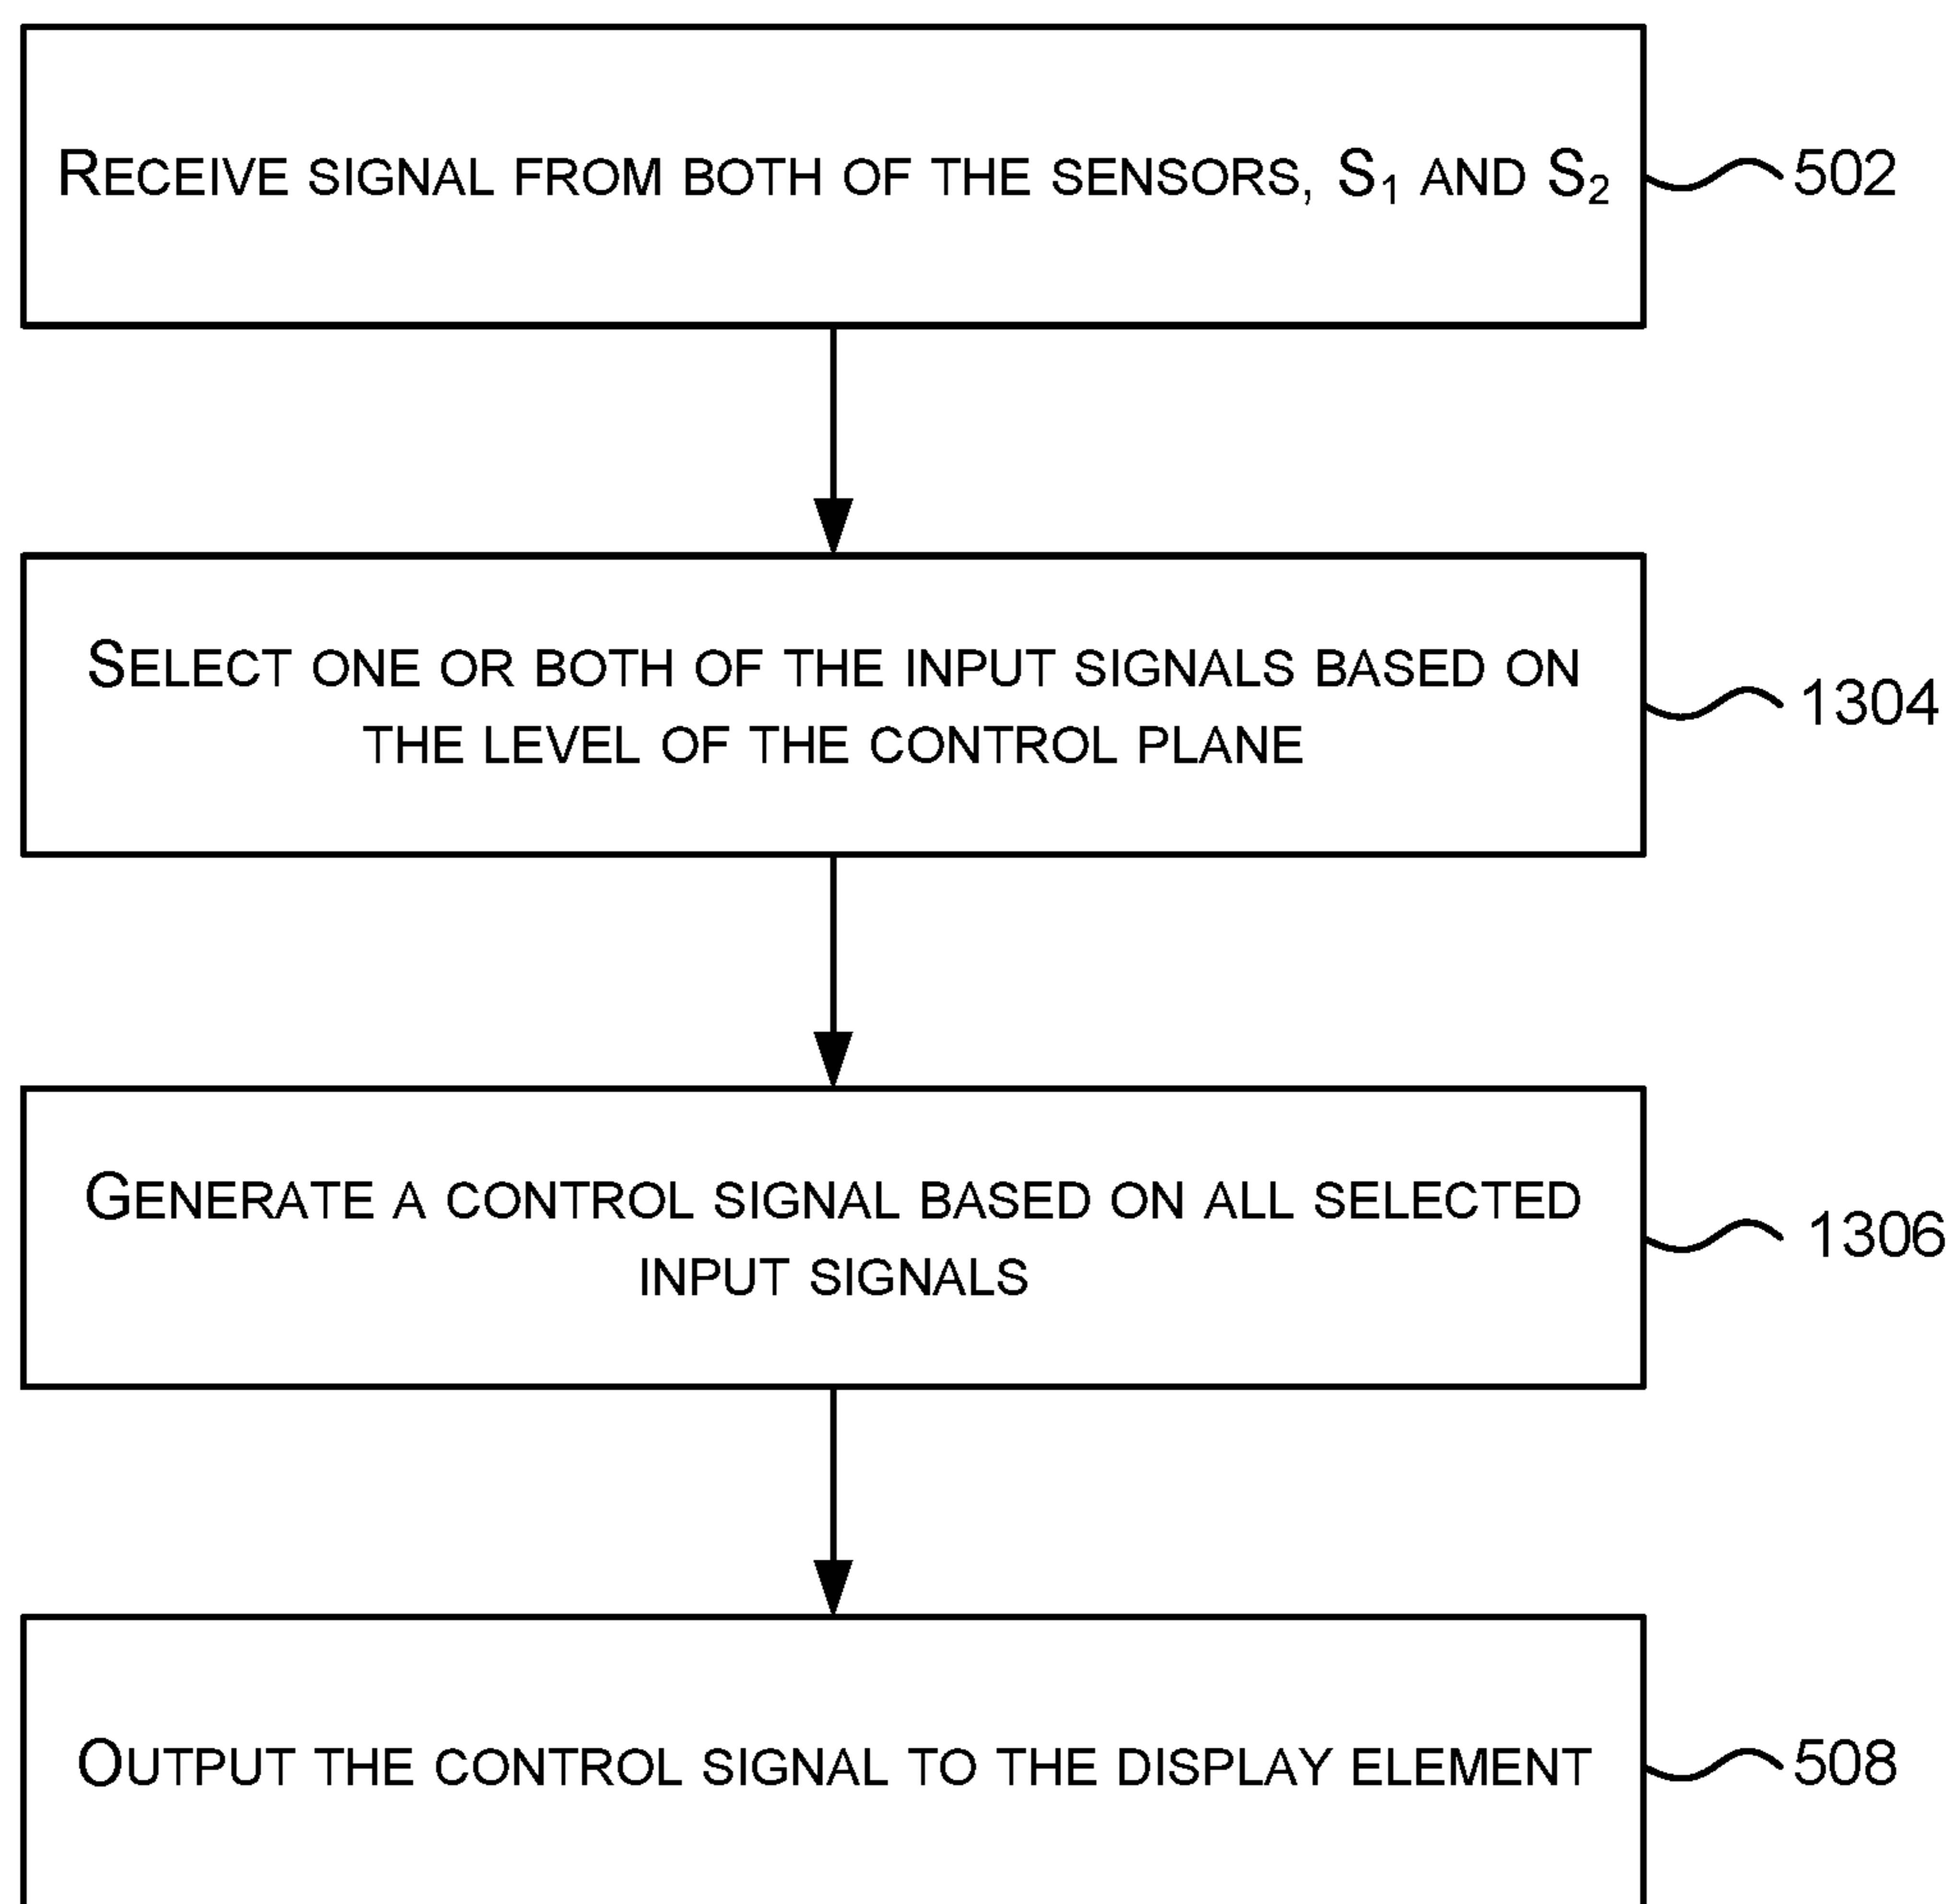 RECEIVE SIGNAL FROM BOTH OF THE SENSORS, S₁ AND S₂
502
SELECT ONE OR BOTH OF THE INPUT SIGNALS BASED ON
THE LEVEL OF THE CONTROL PLANE
1304
GENERATE A CONTROL SIGNAL BASED ON ALL SELECTED
INPUT SIGNALS
1306
OUTPUT THE CONTROL SIGNAL TO THE DISPLAY ELEMENT
508